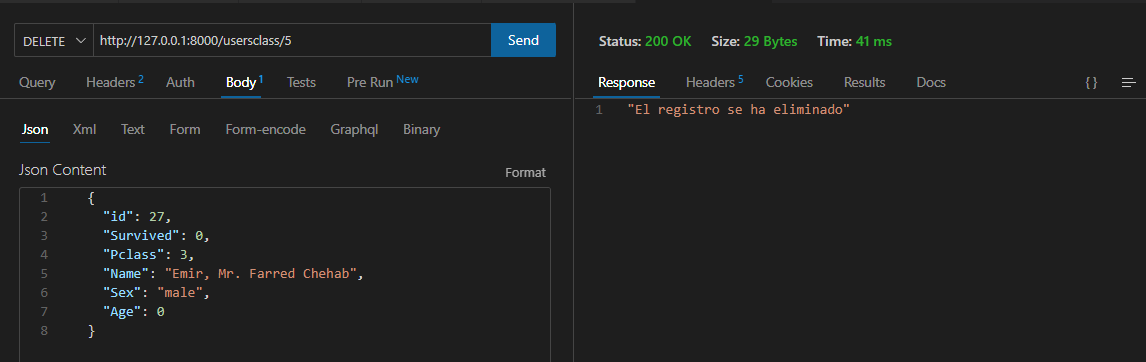 DELETE http://127.0.0.1:8000/usersclass/5 Send
Query Headers 2 Auth Body 1 Tests Pre Run New
Json Xml Text Form Form-encode Graphql Binary
Json Content
Format
1 {
2 "id": 27,
3 "Survived": 0,
4 "Pclass": 3,
5 "Name": "Emir, Mr. Farred Chehab",
6 "Sex": "male",
7 "Age": 0
8 }
Status: 200 OK Size: 29 Bytes Time: 41 ms
Response Headers 5 Cookies Results Docs {}
1 "El registro se ha eliminado"